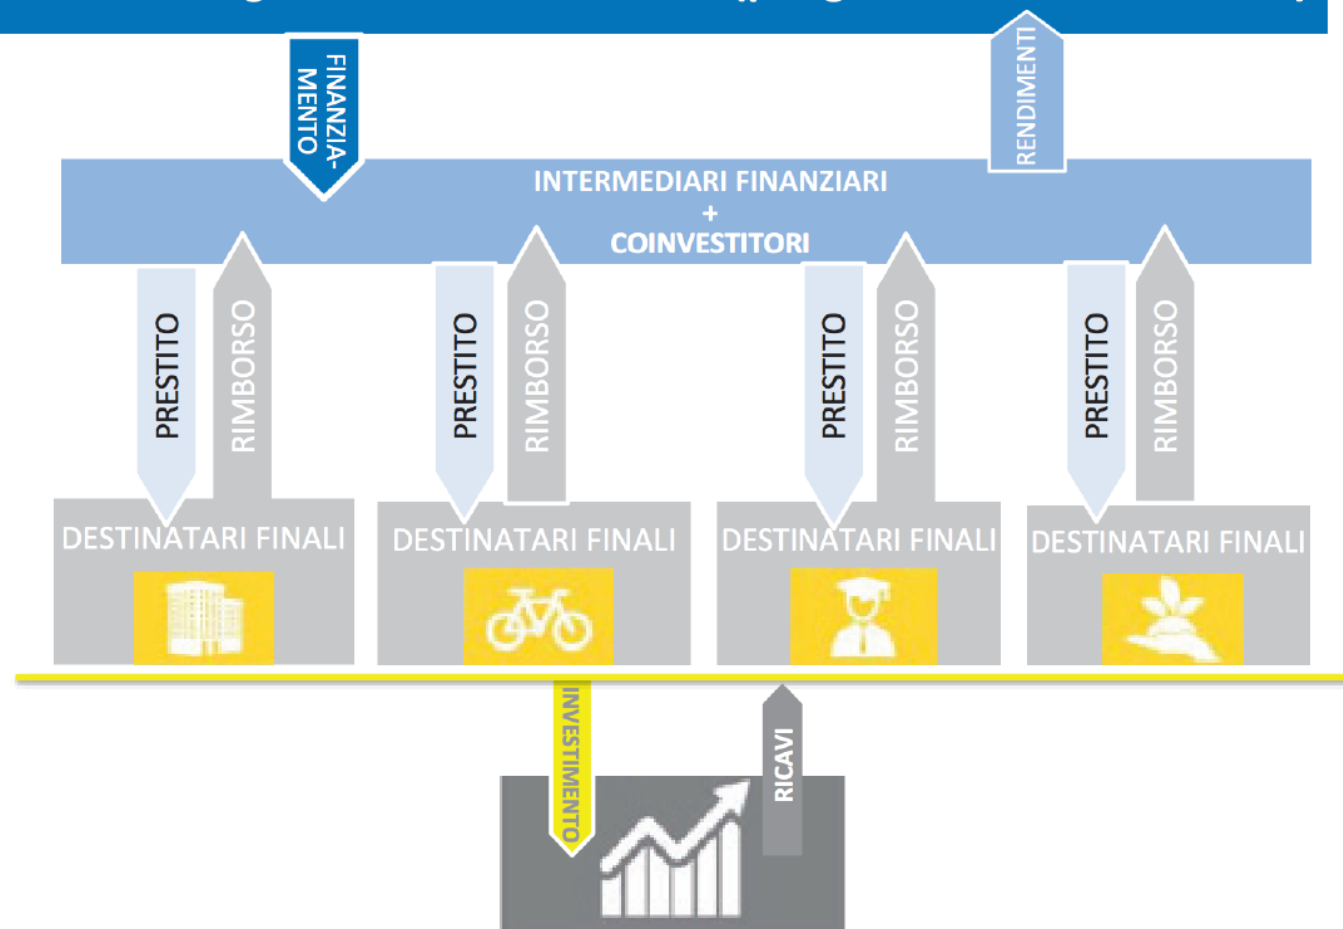 FINANZIA-
MENTO
RENDIMENTI
INTERMEDIARI FINANZIARI
+
COINVESTITORI
PRESTITO
RIMBORSO
PRESTITO
RIMBORSO
PRESTITO
RIMBORSO
PRESTITO
RIMBORSO
DESTINATARI FINALI
DESTINATARI FINALI
DESTINATARI FINALI
DESTINATARI FINALI
INVESTIMENTO
RICAVI